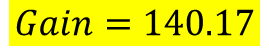 Gain = 140.17